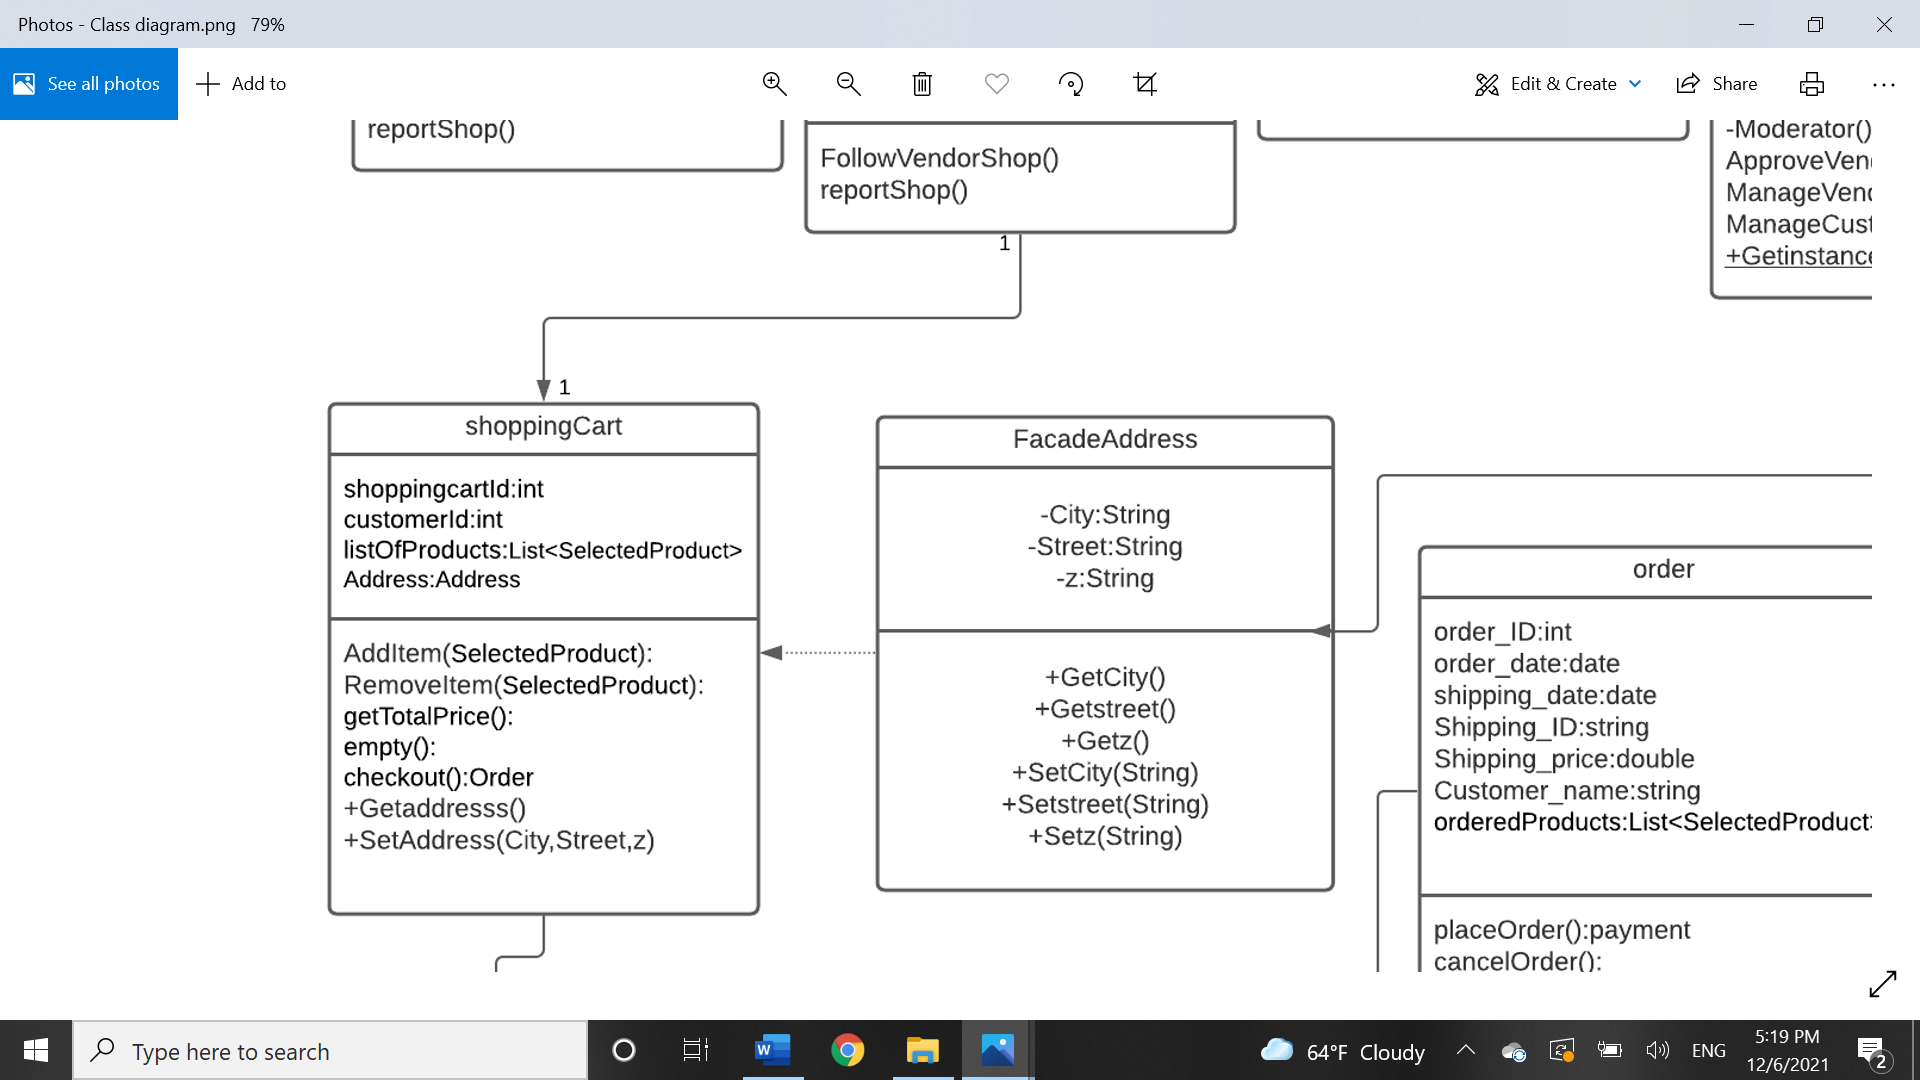 Photos - Class diagram.png 79%
See all photos
Add to
Edit & Create
Share
reportShop()
FollowVendorShop()
reportShop()
-Moderator()
ApproveVen
ManageVend
ManageCust
+Getinstance
1
1
shoppingCart
shoppingcartId:int
customerId:int
listOfProducts:List<SelectedProduct>
Address:Address
AddItem(SelectedProduct):
RemoveItem(SelectedProduct):
getTotalPrice():
empty():
checkout():Order
+Getaddresss()
+SetAddress(City,Street,z)
FacadeAddress
-City:String
-Street:String
-z:String
+GetCity()
+Getstreet()
+Getz()
+SetCity(String)
+Setstreet(String)
+Setz(String)
order
order_ID:int
order_date:date
shipping_date:date
Shipping_ID:string
Shipping_price:double
Customer_name:string
orderedProducts:List<SelectedProduct
placeOrder():payment
cancelOrder():
Type here to search
W
64°F Cloudy
ENG
5:19 PM
12/6/2021
2